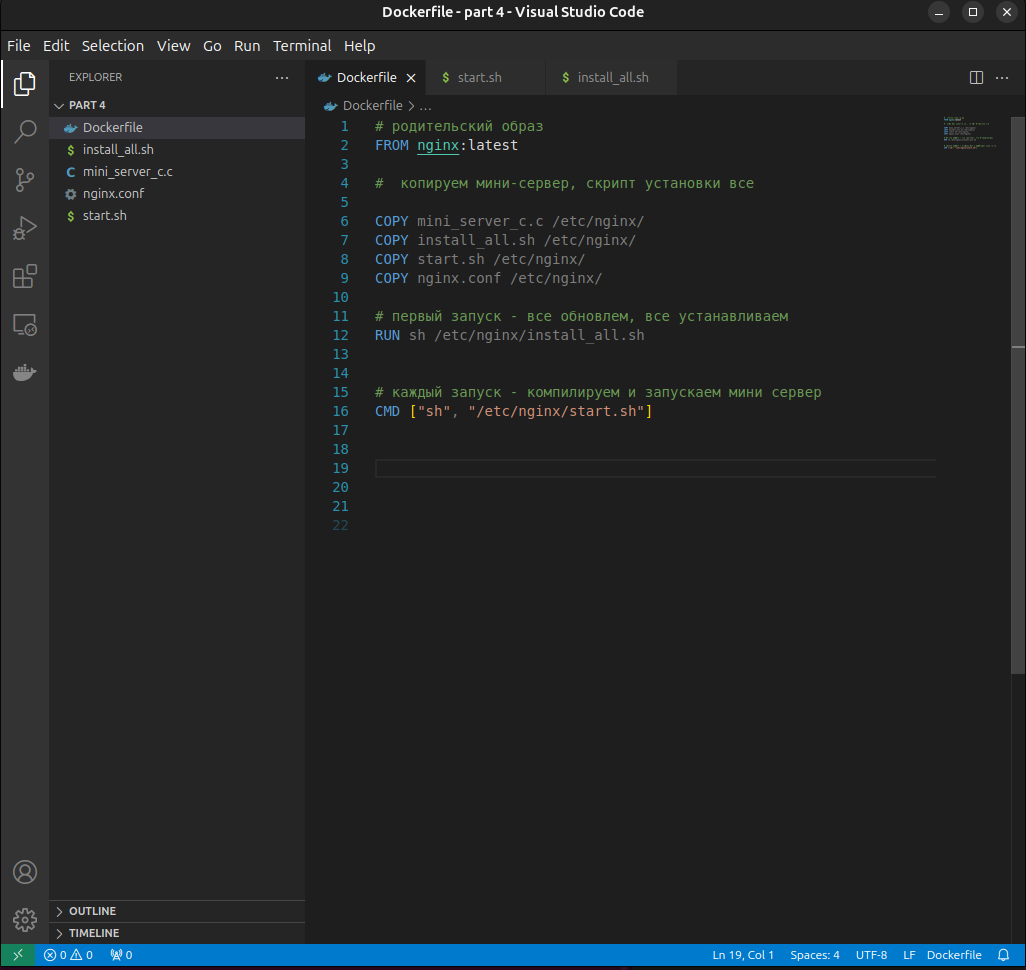 Dockerfile - part 4 - Visual Studio Code
File Edit Selection View Go Run Terminal Help
EXPLORER
PART 4
Dockerfile
install_all.sh
mini_server_c.c
nginx.conf
start.sh
OUTLINE
TIMELINE
Dockerfile start.sh install_all.sh
Dockerfile > ...
1 # родительский образ
2 FROM nginx:latest
3
4 #  копируем мини-сервер, скрипт установки все
5
6 COPY mini_server_c.c /etc/nginx/
7 COPY install_all.sh /etc/nginx/
8 COPY start.sh /etc/nginx/
9 COPY nginx.conf /etc/nginx/
10
11 # первый запуск - все обновлем, все устанавливаем
12 RUN sh /etc/nginx/install_all.sh
13
14
15 # каждый запуск - компилируем и запускаем мини сервер
16 CMD ["sh", "/etc/nginx/start.sh"]
17
18
19
20
21
22
0 0 0 Ln 19, Col 1 Spaces: 4 UTF-8 LF Dockerfile